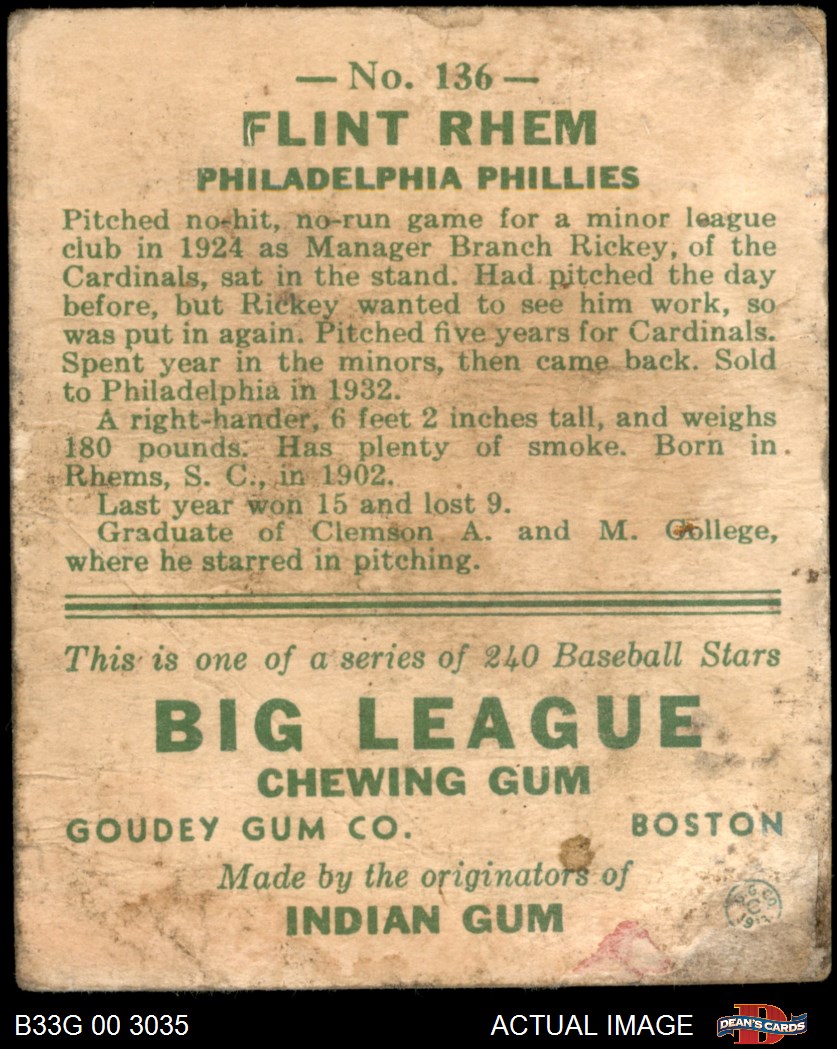 — No. 136 —
FLINT RHEM
PHILADELPHIA PHILLIES
Pitched no-hit, no-run game for a minor league
club in 1924 as Manager Branch Rickey, of the
Cardinals, sat in the stand. Had pitched the day
before, but Rickey wanted to see him work, so
was put in again. Pitched five years for Cardinals.
Spent year in the minors, then came back. Sold
to Philadelphia in 1932.
A right-hander, 6 feet 2 inches tall, and weighs
180 pounds. Has plenty of smoke. Born in
Rhems, S. C., in 1902.
Last year won 15 and lost 9.
Graduate of Clemson A. and M. College,
where he starred in pitching.
This is one of a series of 240 Baseball Stars
BIG LEAGUE
CHEWING GUM
GOUDEY GUM CO. BOSTON
Made by the originators of
INDIAN GUM
B33G 00 3035 ACTUAL IMAGE DEAN'S CARDS